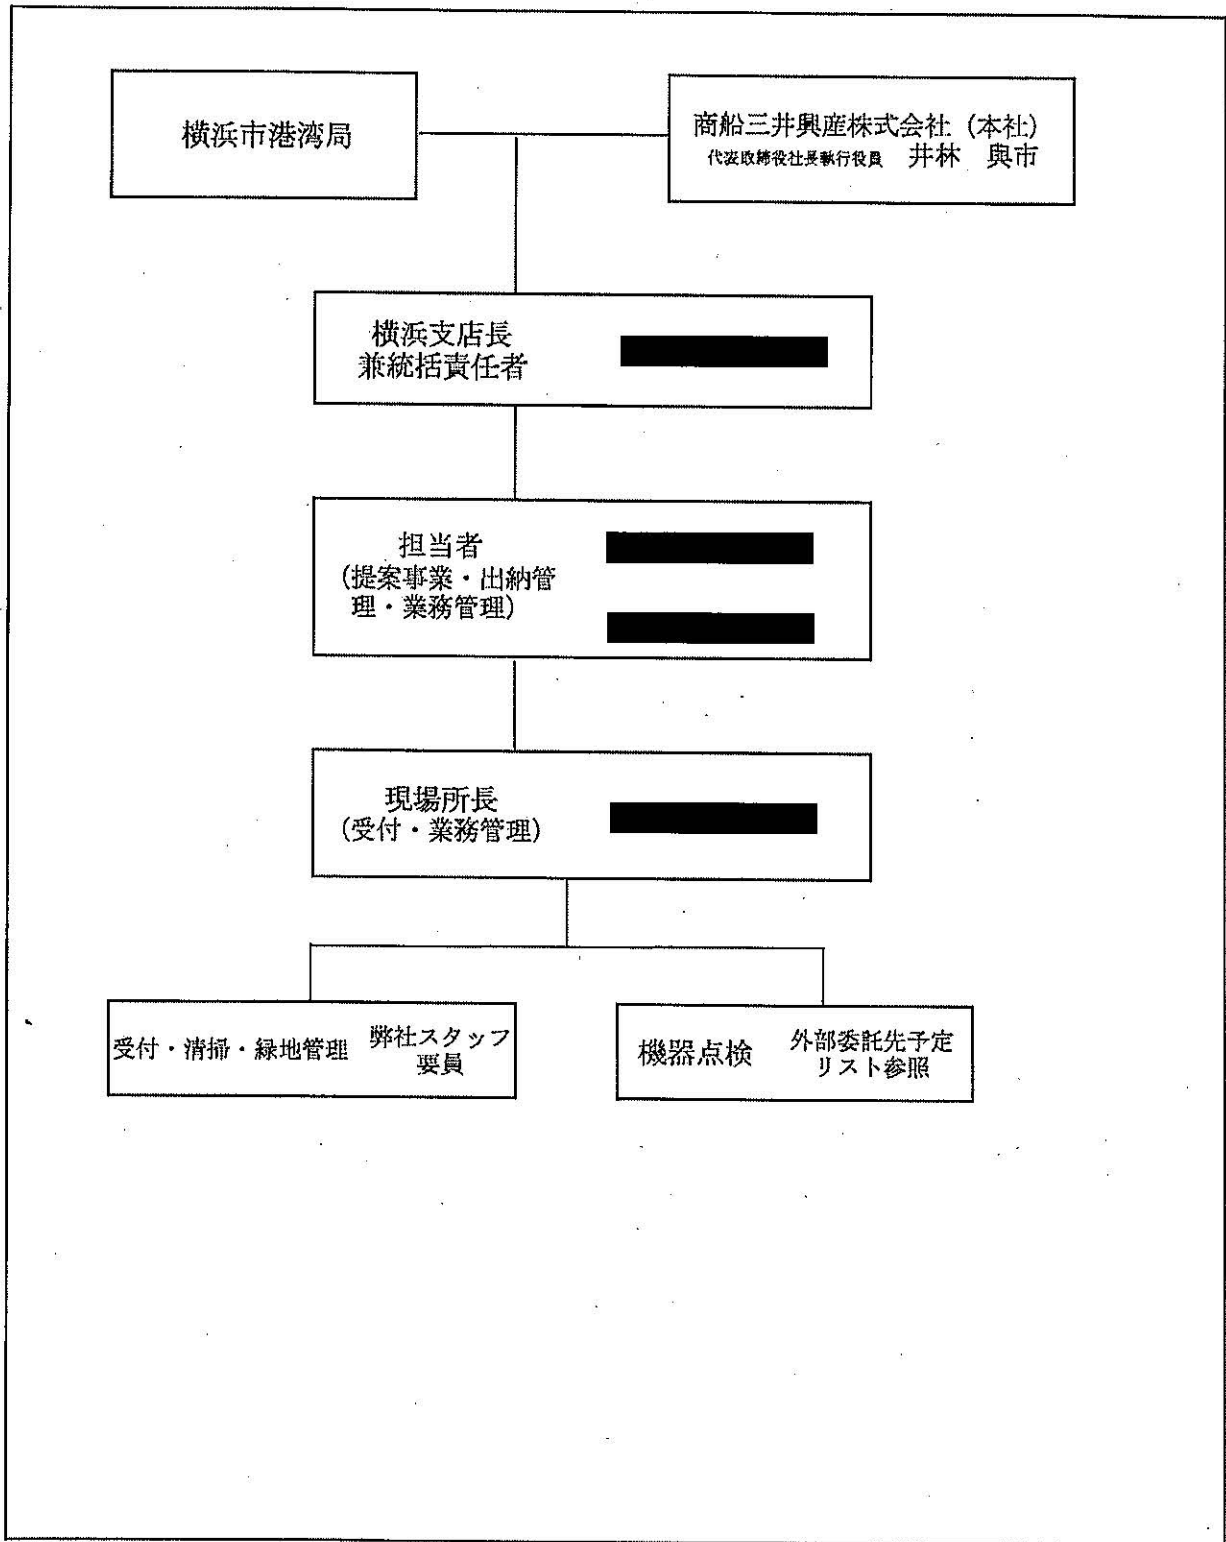 横浜市港湾局
商船三井興産株式会社（本社）
代表取締役社長執行役員　井林　興市
横浜支店長
兼統括責任者
担当者
（提案事業・出納管
理・業務管理）
現場所長
（受付・業務管理）
受付・清掃・緑地管理
弊社スタッフ
要員
機器点検
外部委託先予定
リスト参照